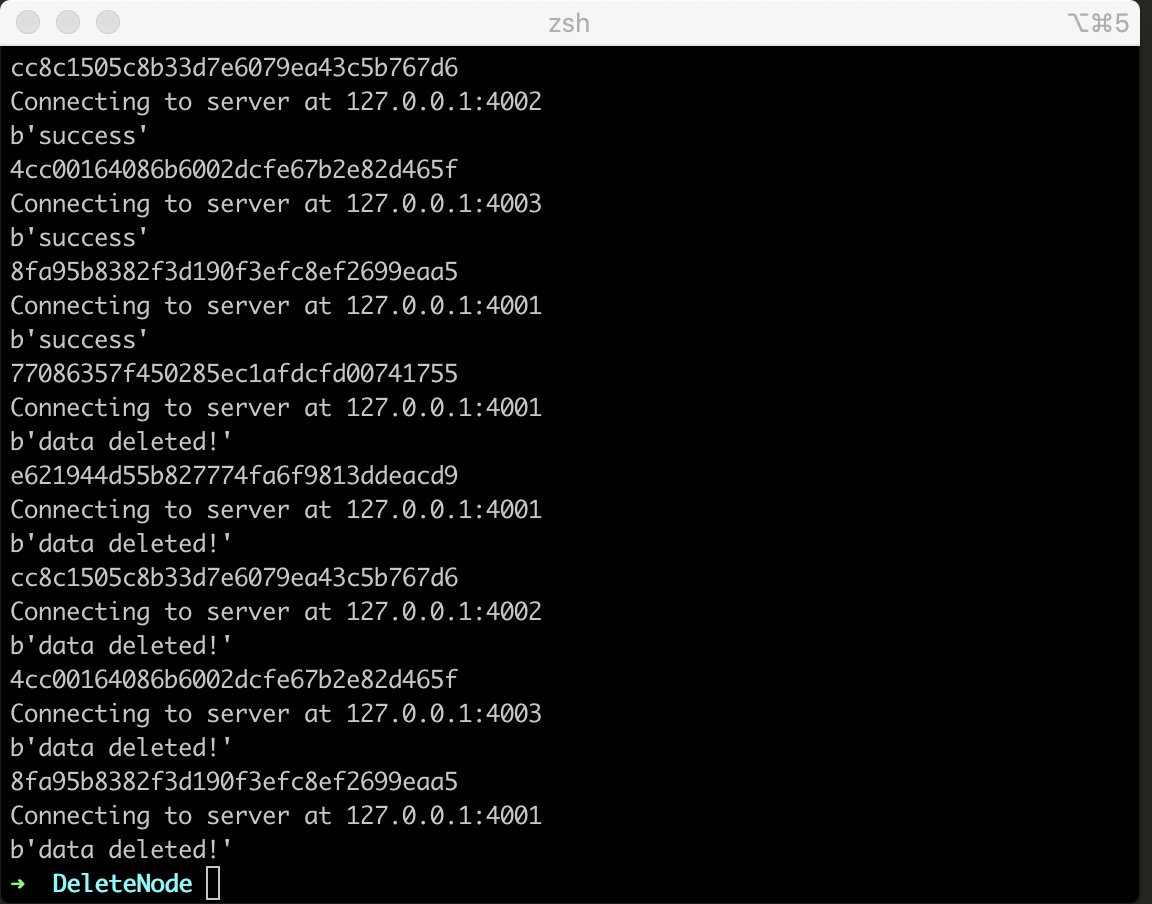 zsh
⌥⌘5
cc8c1505c8b33d7e6079ea43c5b767d6
Connecting to server at 127.0.0.1:4002
b'success'
4cc00164086b6002dcfe67b2e82d465f
Connecting to server at 127.0.0.1:4003
b'success'
8fa95b8382f3d190f3efc8ef2699eaa5
Connecting to server at 127.0.0.1:4001
b'success'
77086357f450285ec1afdcfd00741755
Connecting to server at 127.0.0.1:4001
b'data deleted!'
e621944d55b827774fa6f9813ddeacd9
Connecting to server at 127.0.0.1:4001
b'data deleted!'
cc8c1505c8b33d7e6079ea43c5b767d6
Connecting to server at 127.0.0.1:4002
b'data deleted!'
4cc00164086b6002dcfe67b2e82d465f
Connecting to server at 127.0.0.1:4003
b'data deleted!'
8fa95b8382f3d190f3efc8ef2699eaa5
Connecting to server at 127.0.0.1:4001
b'data deleted!'
➜ DeleteNode